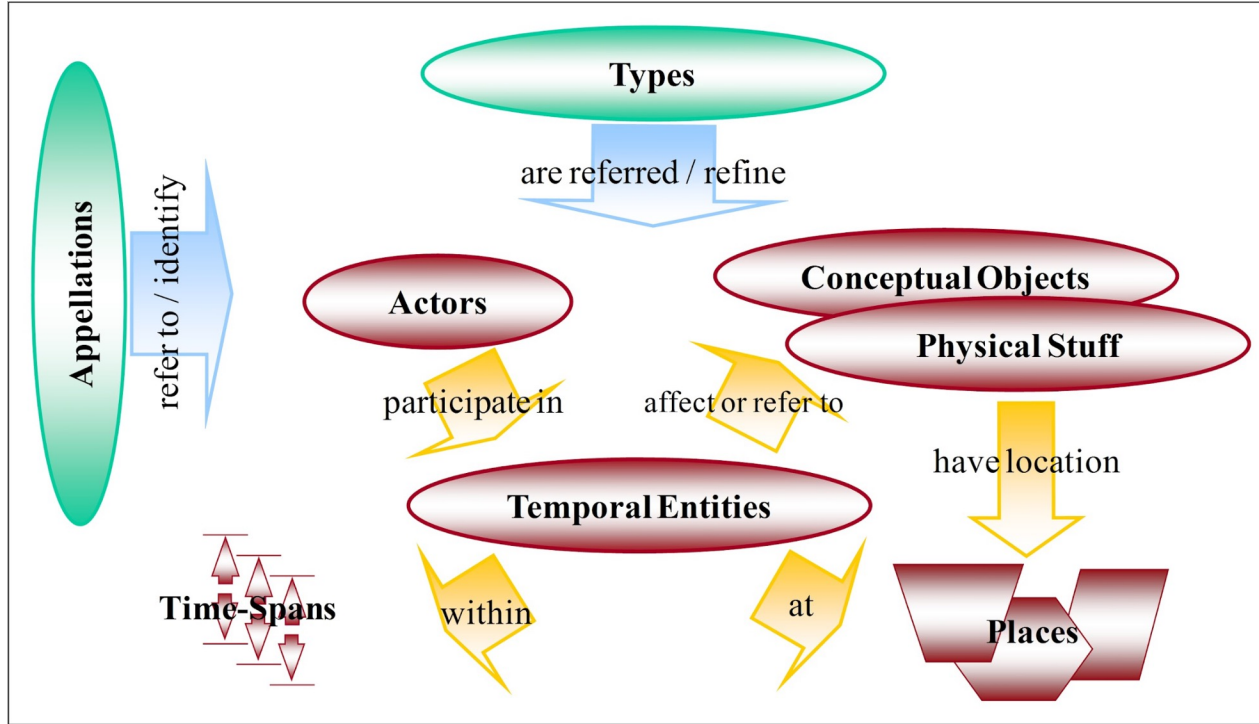 Types
are referred / refine
Appellations
refer to / identify
Conceptual Objects
Actors
Physical Stuff
participate in
affect or refer to
have location
Temporal Entities
Time-Spans
within
at
Places